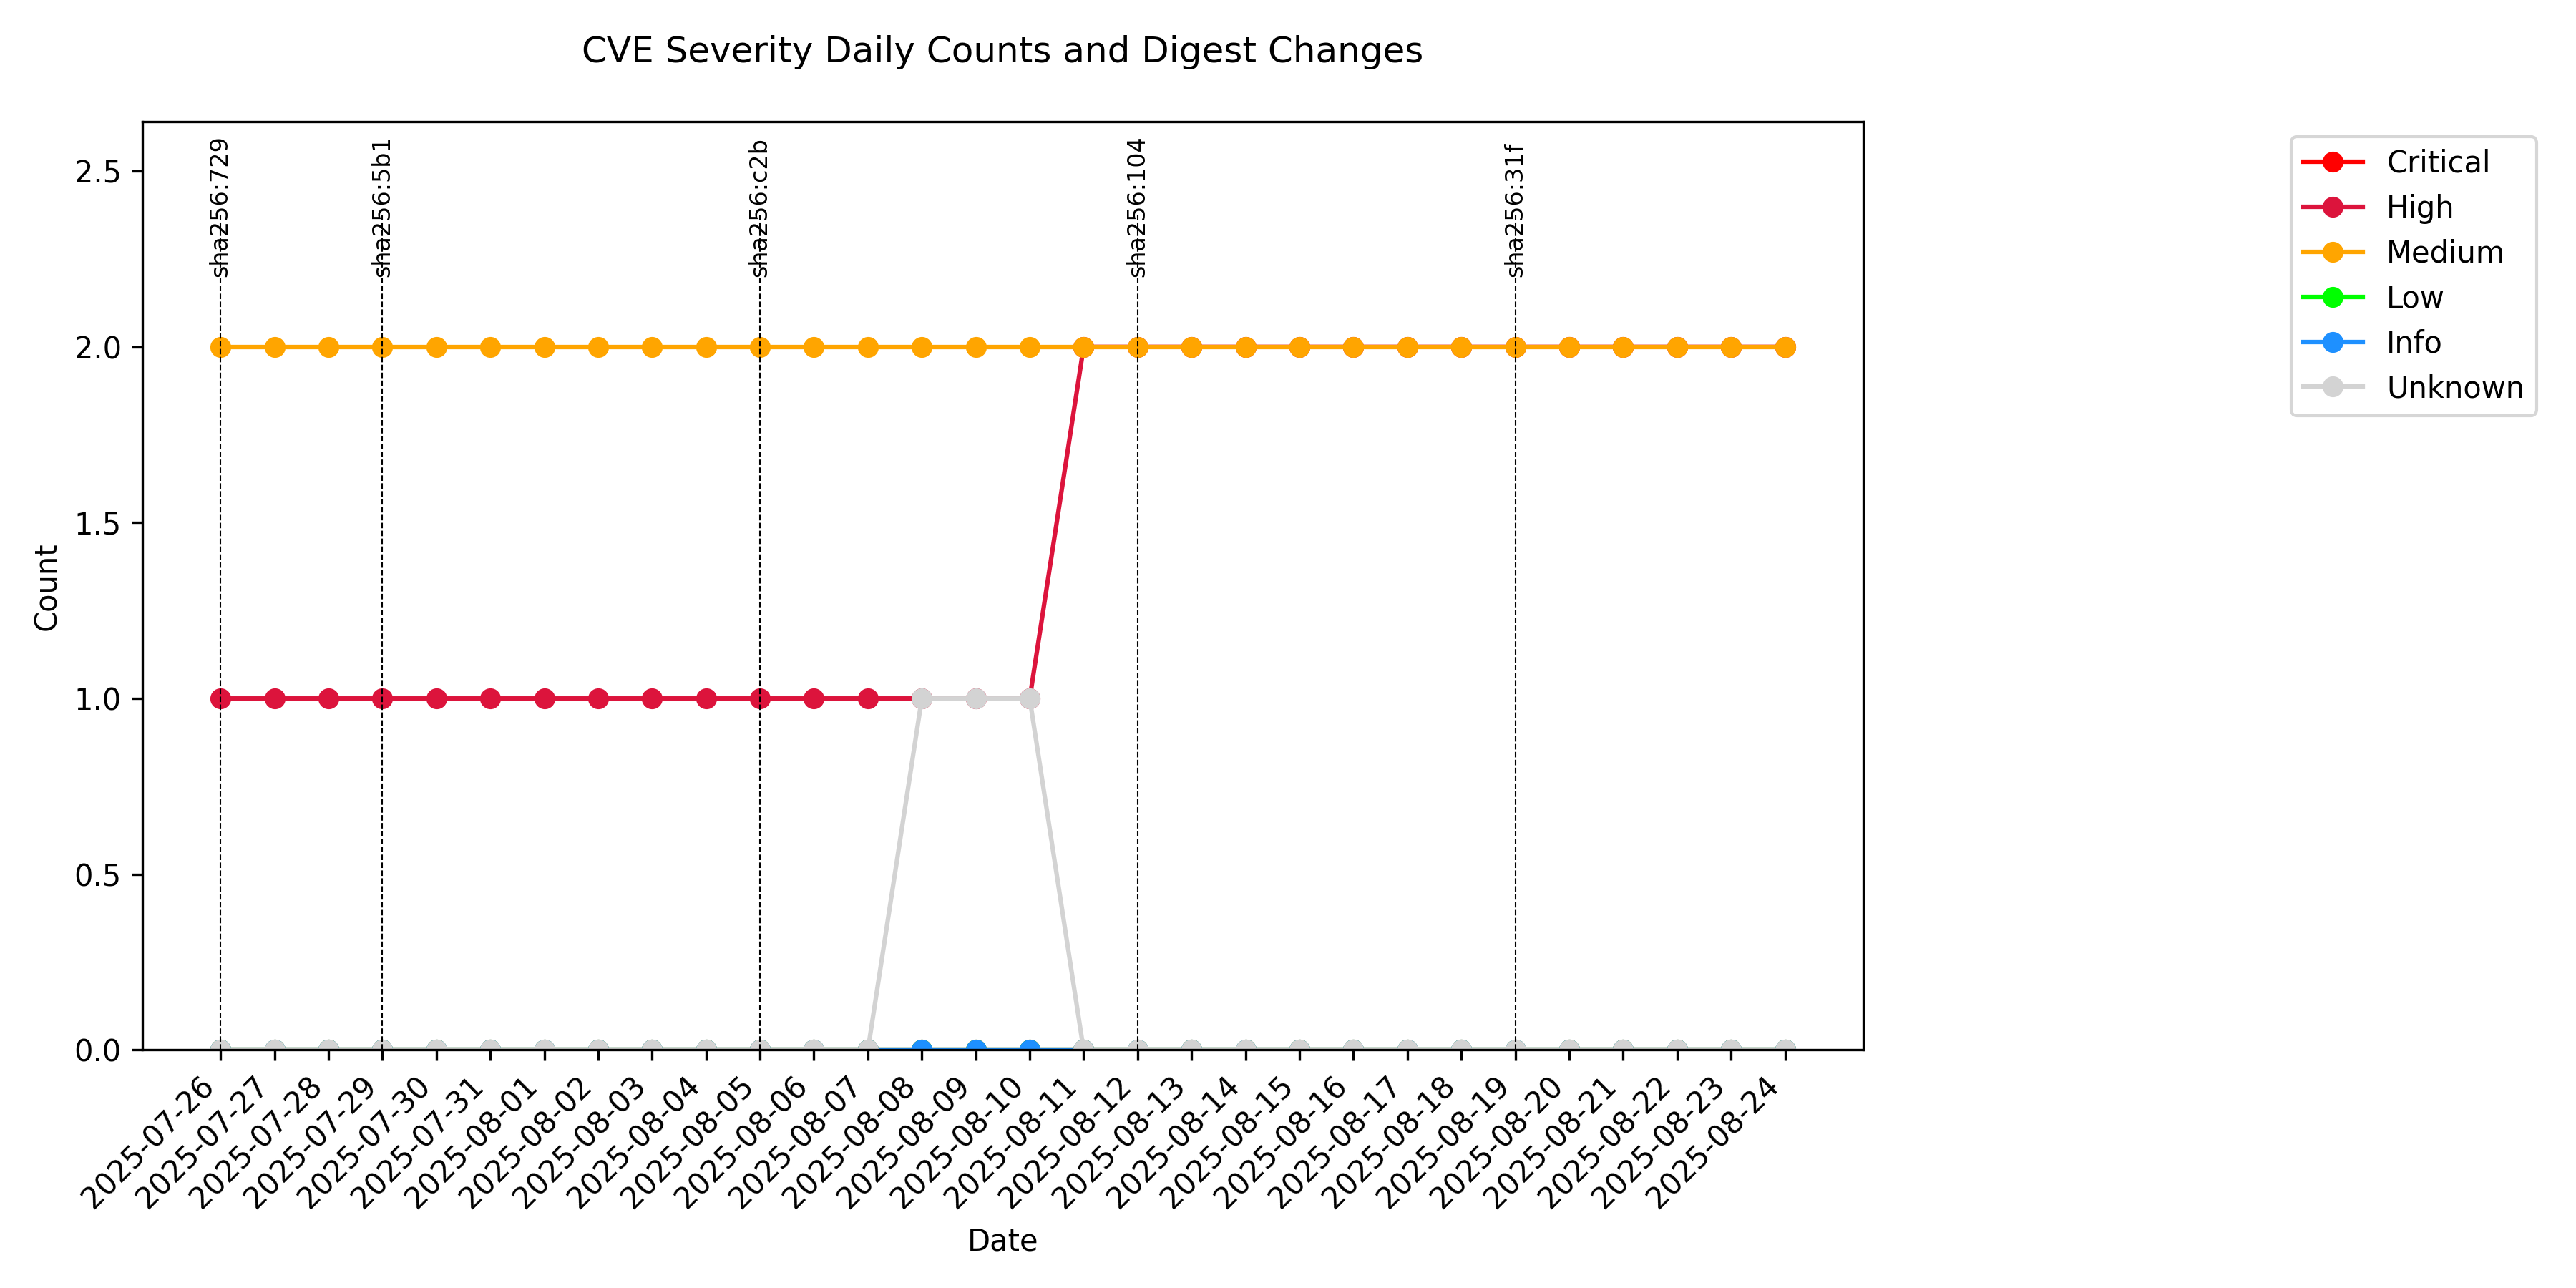 CVE Severity Daily Counts and Digest Changes
sha256:729
sha256:5b1
sha256:c2b
sha256:104
sha256:31f
Critical
High
Medium
Low
Info
Unknown
Count
2.5
2.0
1.5
1.0
0.5
0.0
2025-07-26
2025-07-27
2025-07-28
2025-07-29
2025-07-30
2025-07-31
2025-08-01
2025-08-02
2025-08-03
2025-08-04
2025-08-05
2025-08-06
2025-08-07
2025-08-08
2025-08-09
2025-08-10
2025-08-11
2025-08-12
2025-08-13
2025-08-14
2025-08-15
2025-08-16
2025-08-17
2025-08-18
2025-08-19
2025-08-20
2025-08-21
2025-08-22
2025-08-23
2025-08-24
Date